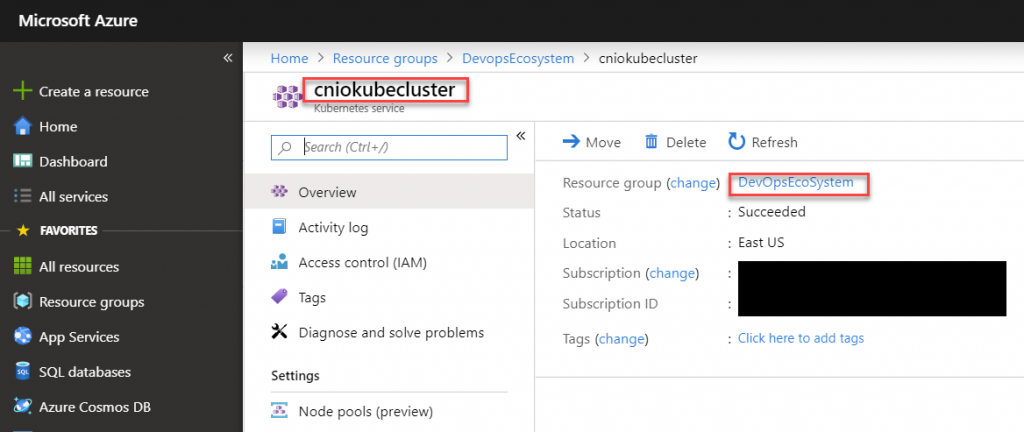 Microsoft Azure
«
Create a resource
Home
Dashboard
All services
FAVORITES
All resources
Resource groups
App Services
SQL databases
Azure Cosmos DB
Home > Resource groups > DevopsEcosystem > cniokubecluster
cniokubecluster
Kubernetes service
«
Search (Ctrl+/)
Overview
Activity log
Access control (IAM)
Tags
Diagnose and solve problems
Settings
Node pools (preview)
Move Delete Refresh
Resource group (change) DevOpsEcoSystem
Status : Succeeded
Location : East US
Subscription (change) :
Subscription ID :
Tags (change) : Click here to add tags